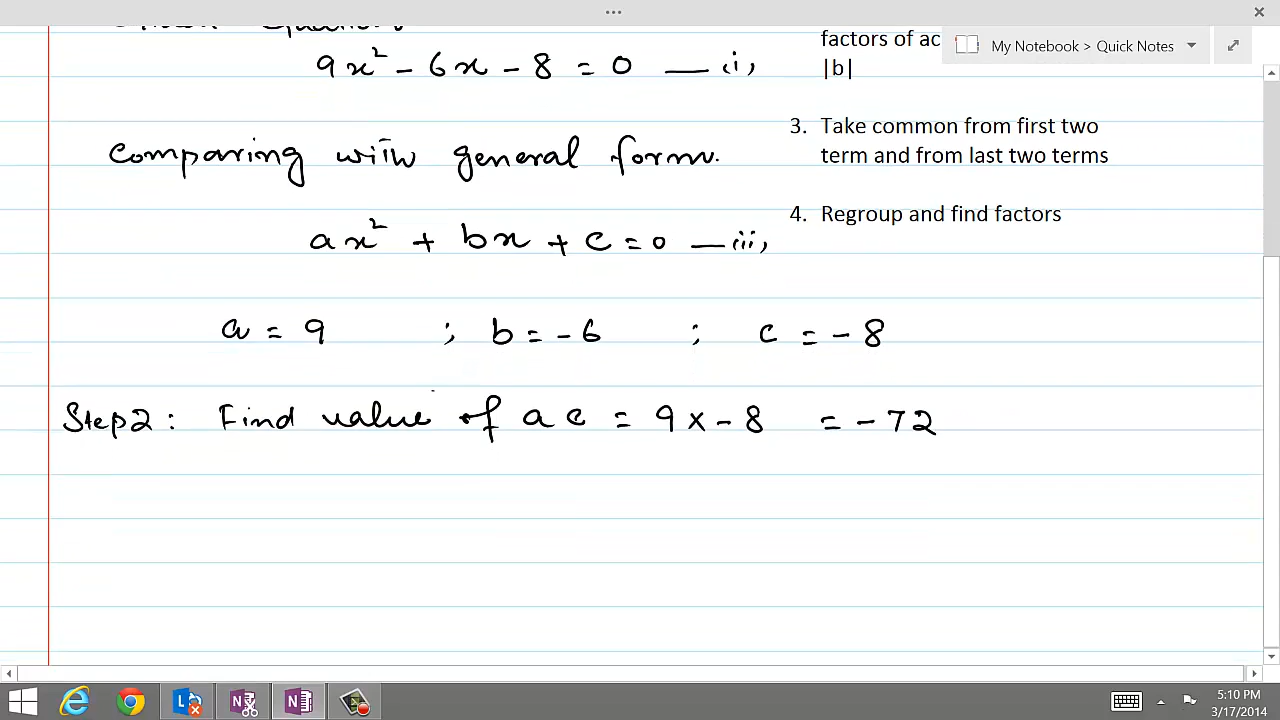 9x² - 6x - 8 = 0 — (i)
comparing with general form.
ax² + bx + c = 0 — (ii)
a = 9 ; b = -6 ; c = -8
Step2: Find value of ac = 9x-8 = -72
factors of ac
|b|
3. Take common from first two
term and from last two terms
4. Regroup and find factors
My Notebook > Quick Notes
5:10 PM
3/17/2014